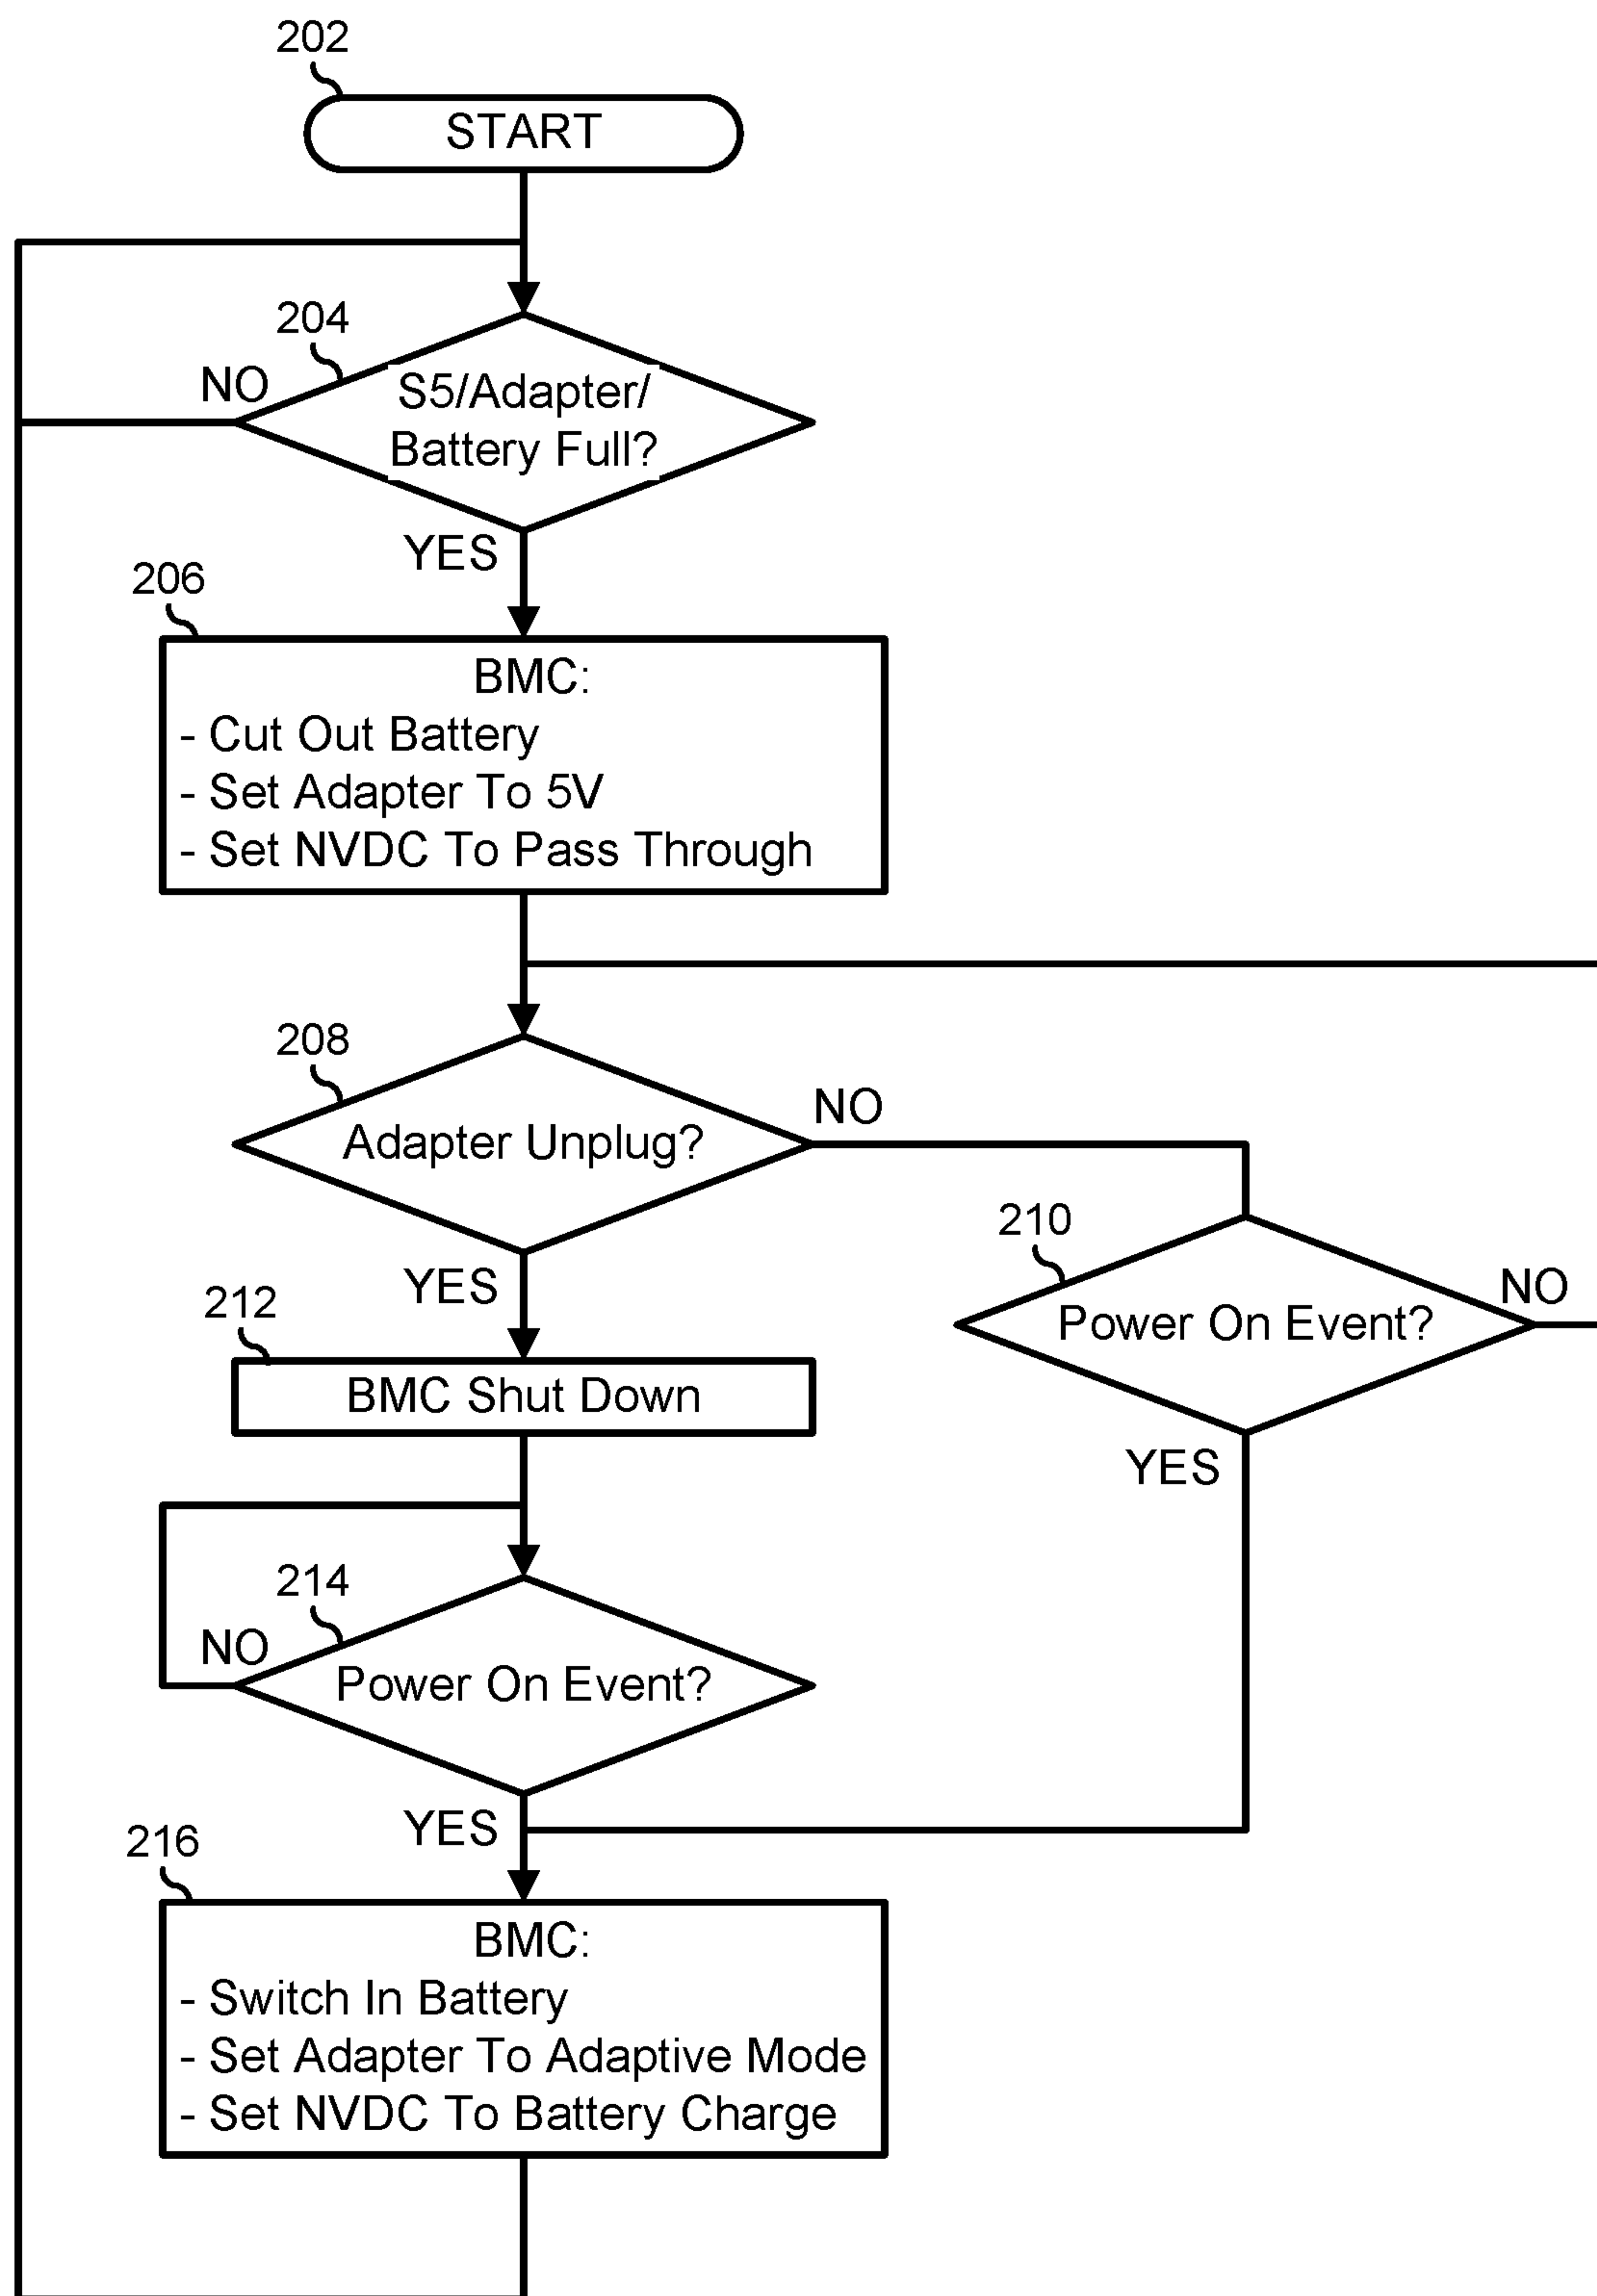 202
START
204
NO
S5/Adapter/
Battery Full?
YES
206
BMC:
- Cut Out Battery
- Set Adapter To 5V
- Set NVDC To Pass Through
208
NO
Adapter Unplug?
210
NO
YES
Power On Event?
212
BMC Shut Down
YES
214
NO
Power On Event?
YES
216
BMC:
- Switch In Battery
- Set Adapter To Adaptive Mode
- Set NVDC To Battery Charge